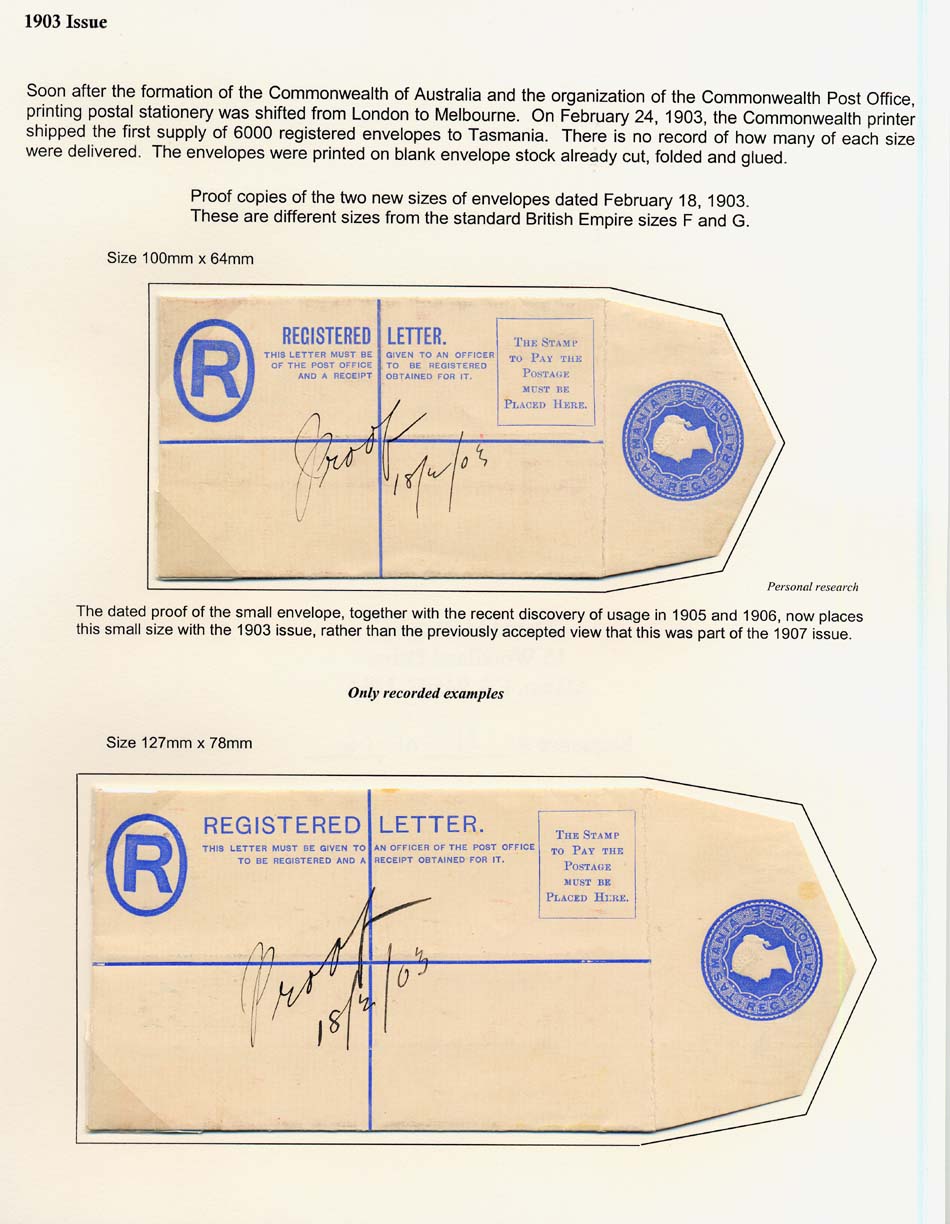 1903 Issue
Soon after the formation of the Commonwealth of Australia and the organization of the Commonwealth Post Office,
printing postal stationery was shifted from London to Melbourne. On February 24, 1903, the Commonwealth printer
shipped the first supply of 6000 registered envelopes to Tasmania. There is no record of how many of each size
were delivered. The envelopes were printed on blank envelope stock already cut, folded and glued.
Proof copies of the two new sizes of envelopes dated February 18, 1903.
These are different sizes from the standard British Empire sizes F and G.
Size 100mm x 64mm
R
REGISTERED LETTER.
THIS LETTER MUST BE GIVEN TO AN OFFICER
OF THE POST OFFICE TO BE REGISTERED
AND A RECEIPT OBTAINED FOR IT.
THE STAMP
TO PAY THE
POSTAGE
MUST BE
PLACED HERE.
Proof
18/2/03
TASMANIA
REGISTRATION
Personal research
The dated proof of the small envelope, together with the recent discovery of usage in 1905 and 1906, now places
this small size with the 1903 issue, rather than the previously accepted view that this was part of the 1907 issue.
Only recorded examples
Size 127mm x 78mm
R
REGISTERED LETTER.
THIS LETTER MUST BE GIVEN TO AN OFFICER OF THE POST OFFICE
TO BE REGISTERED AND A RECEIPT OBTAINED FOR IT.
THE STAMP
TO PAY THE
POSTAGE
MUST BE
PLACED HERE.
Proof
18/2/03
TASMANIA
REGISTRATION